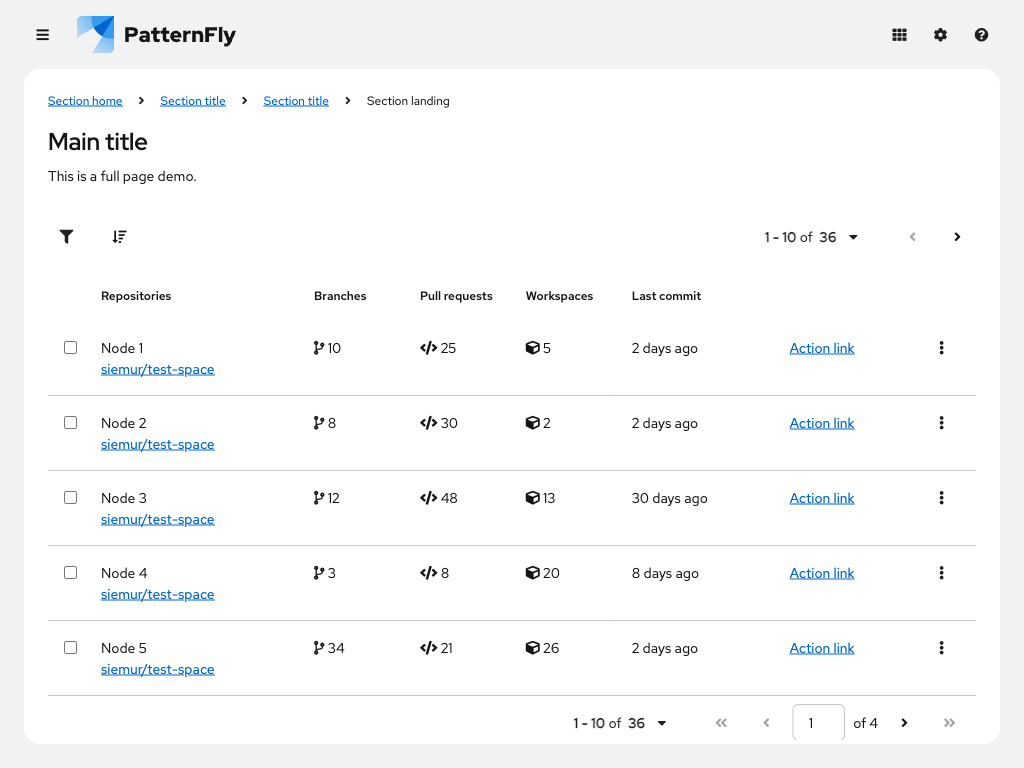 PatternFly
Section home Section title Section title Section landing
Main title
This is a full page demo.
1 - 10 of 36
Repositories Branches Pull requests Workspaces Last commit
Node 1 10 25 5 2 days ago Action link
siemur/test-space
Node 2 8 30 2 2 days ago Action link
siemur/test-space
Node 3 12 48 13 30 days ago Action link
siemur/test-space
Node 4 3 8 20 8 days ago Action link
siemur/test-space
Node 5 34 21 26 2 days ago Action link
siemur/test-space
1 - 10 of 36 1 of 4